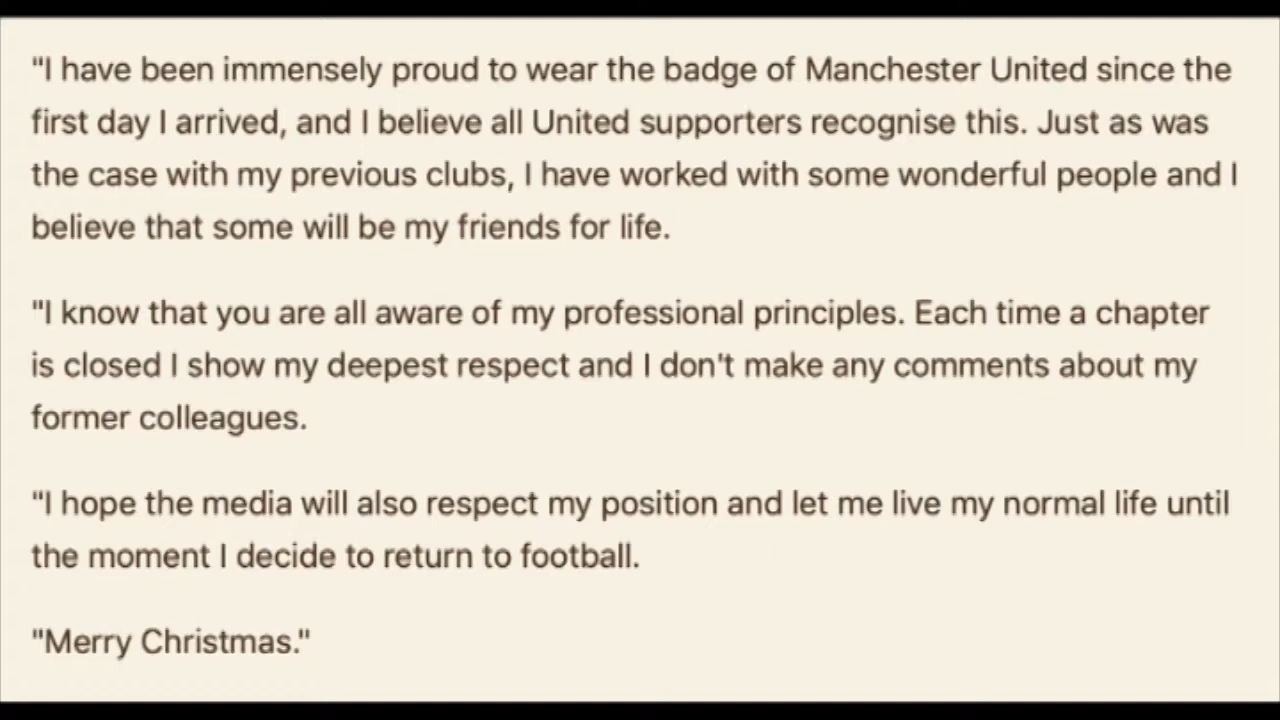 "I have been immensely proud to wear the badge of Manchester United since the
first day I arrived, and I believe all United supporters recognise this. Just as was
the case with my previous clubs, I have worked with some wonderful people and I
believe that some will be my friends for life.
"I know that you are all aware of my professional principles. Each time a chapter
is closed I show my deepest respect and I don't make any comments about my
former colleagues.
"I hope the media will also respect my position and let me live my normal life until
the moment I decide to return to football.
"Merry Christmas."